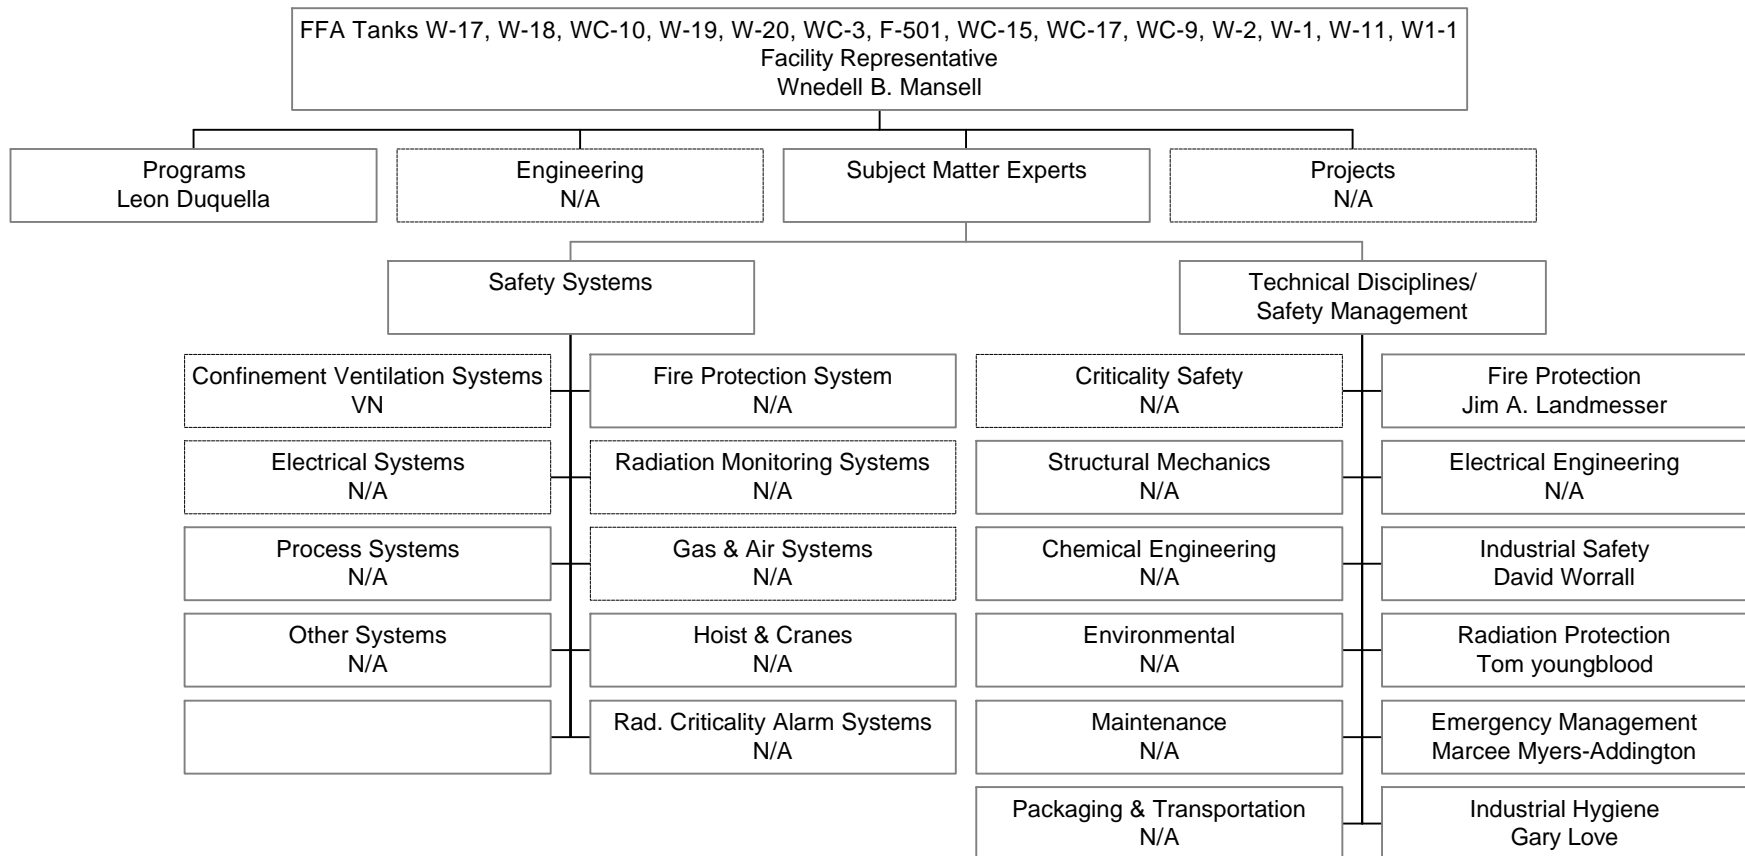 FFA Tanks W-17, W-18, WC-10, W-19, W-20, WC-3, F-501, WC-15, WC-17, WC-9, W-2, W-1, W-11, W1-1
Facility Representative
Wnedell B. Mansell
Programs
Leon Duquella
Engineering
N/A
Subject Matter Experts
Projects
N/A
Safety Systems
Technical Disciplines/
Safety Management
Confinement Ventilation Systems
VN
Fire Protection System
N/A
Criticality Safety
N/A
Fire Protection
Jim A. Landmesser
Electrical Systems
N/A
Radiation Monitoring Systems
N/A
Structural Mechanics
N/A
Electrical Engineering
N/A
Process Systems
N/A
Gas & Air Systems
N/A
Chemical Engineering
N/A
Industrial Safety
David Worrall
Other Systems
N/A
Hoist & Cranes
N/A
Environmental
N/A
Radiation Protection
Tom youngblood
Rad. Criticality Alarm Systems
N/A
Maintenance
N/A
Emergency Management
Marcee Myers-Addington
Packaging & Transportation
N/A
Industrial Hygiene
Gary Love